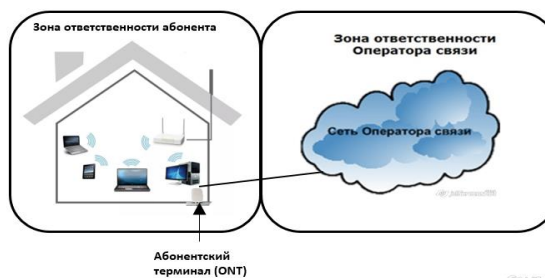 Зона ответственности абонента
Зона ответственности
Оператора связи
Сеть Оператора связи
Абонентский
терминал (ONT)